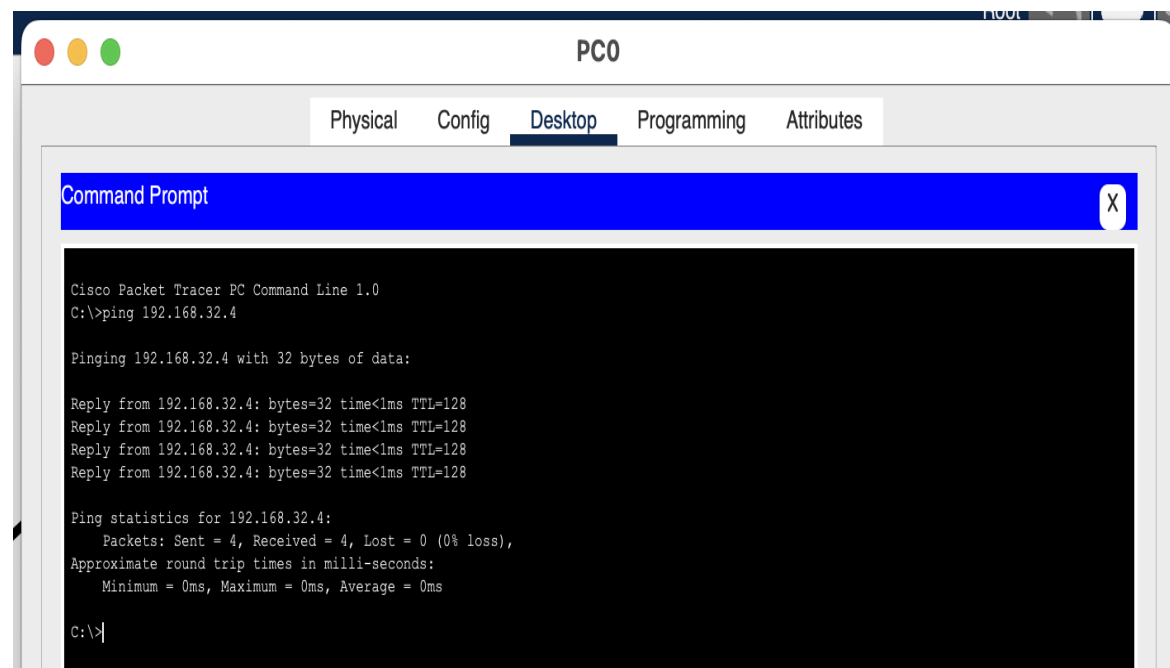 PC0
Physical Config Desktop Programming Attributes
Command Prompt
X
Cisco Packet Tracer PC Command Line 1.0
C:\>ping 192.168.32.4
Pinging 192.168.32.4 with 32 bytes of data:
Reply from 192.168.32.4: bytes=32 time<1ms TTL=128
Reply from 192.168.32.4: bytes=32 time<1ms TTL=128
Reply from 192.168.32.4: bytes=32 time<1ms TTL=128
Reply from 192.168.32.4: bytes=32 time<1ms TTL=128
Ping statistics for 192.168.32.4:
Packets: Sent = 4, Received = 4, Lost = 0 (0% loss),
Approximate round trip times in milli-seconds:
Minimum = 0ms, Maximum = 0ms, Average = 0ms
C:\>